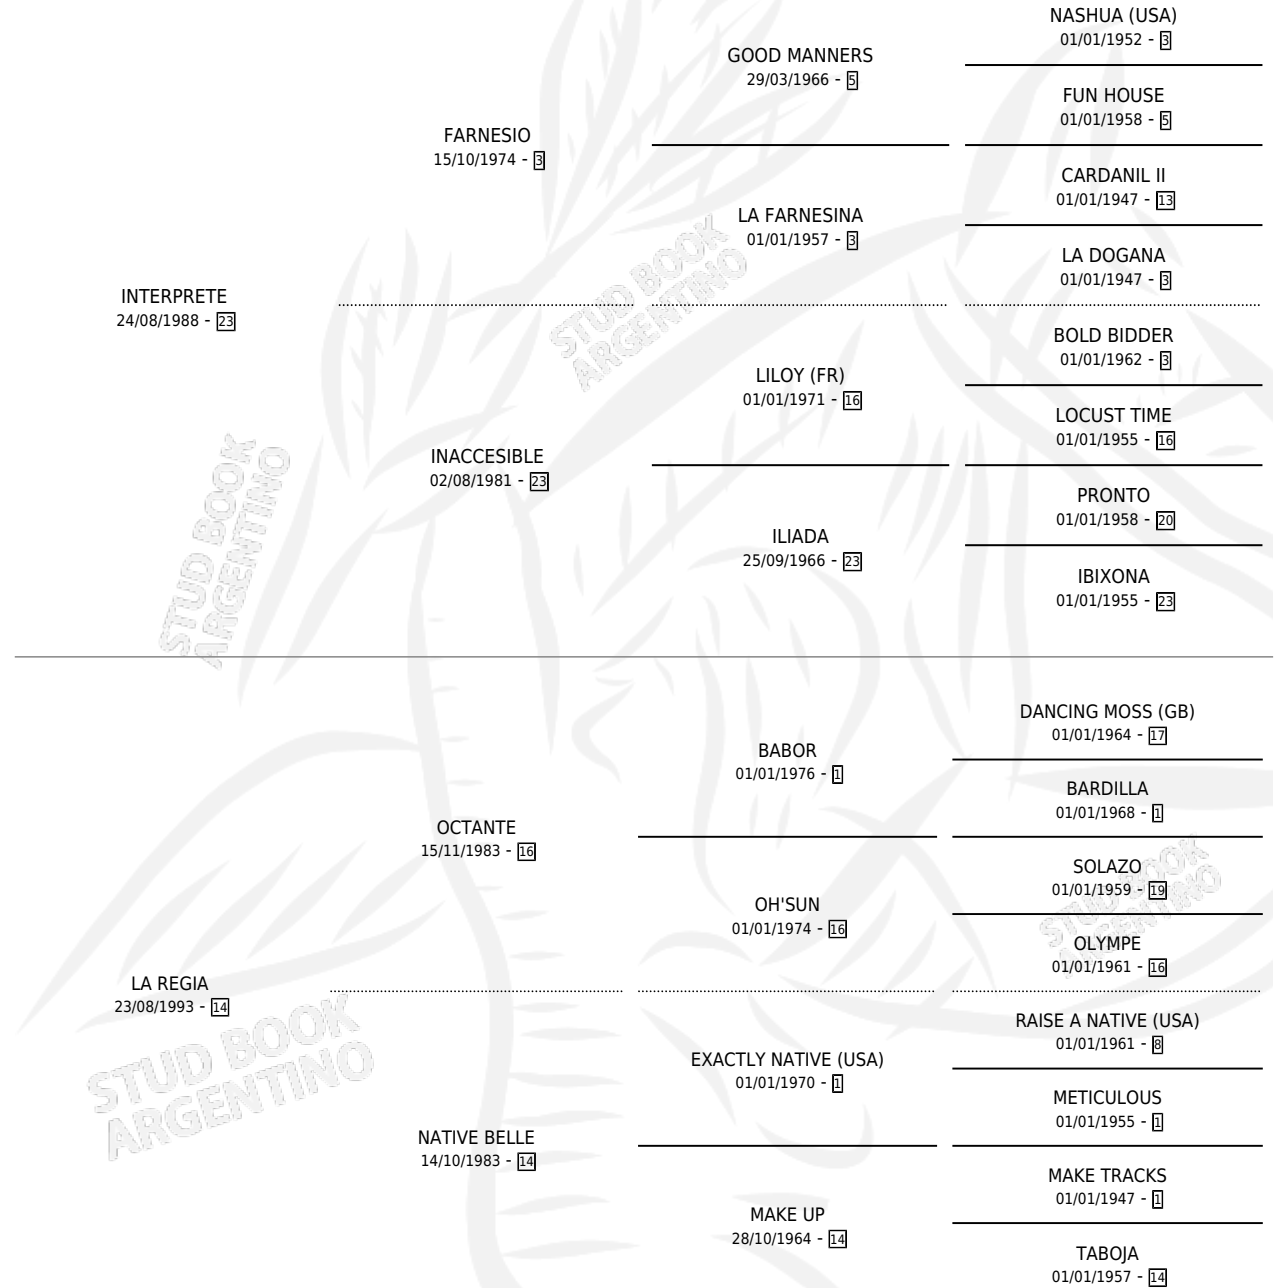 NASHUA (USA)
01/01/1952 - 3
GOOD MANNERS
29/03/1966 - 5
FUN HOUSE
01/01/1958 - 5
FARNESIO
15/10/1974 - 3
CARDANIL II
01/01/1947 - 13
LA FARNESINA
01/01/1957 - 3
LA DOGANA
01/01/1947 - 3
INTERPRETE
24/08/1988 - 23
BOLD BIDDER
01/01/1962 - 3
LILOY (FR)
01/01/1971 - 16
LOCUST TIME
01/01/1955 - 16
INACCESIBLE
02/08/1981 - 23
PRONTO
01/01/1958 - 20
ILIADA
25/09/1966 - 23
IBIXONA
01/01/1955 - 23
DANCING MOSS (GB)
01/01/1964 - 17
BABOR
01/01/1976 - 1
BARDILLA
01/01/1968 - 1
OCTANTE
15/11/1983 - 16
SOLAZO
01/01/1959 - 19
OH'SUN
01/01/1974 - 16
OLYMPE
01/01/1961 - 16
LA REGIA
23/08/1993 - 14
RAISE A NATIVE (USA)
01/01/1961 - 8
EXACTLY NATIVE (USA)
01/01/1970 - 1
METICULOUS
01/01/1955 - 1
NATIVE BELLE
14/10/1983 - 14
MAKE TRACKS
01/01/1947 - 1
MAKE UP
28/10/1964 - 14
TABOJA
01/01/1957 - 14
STUD BOOK
ARGENTINO
STUD BOOK
ARGENTINO
STUD BOOK
ARGENTINO
STUD BOOK
ARGENTINO